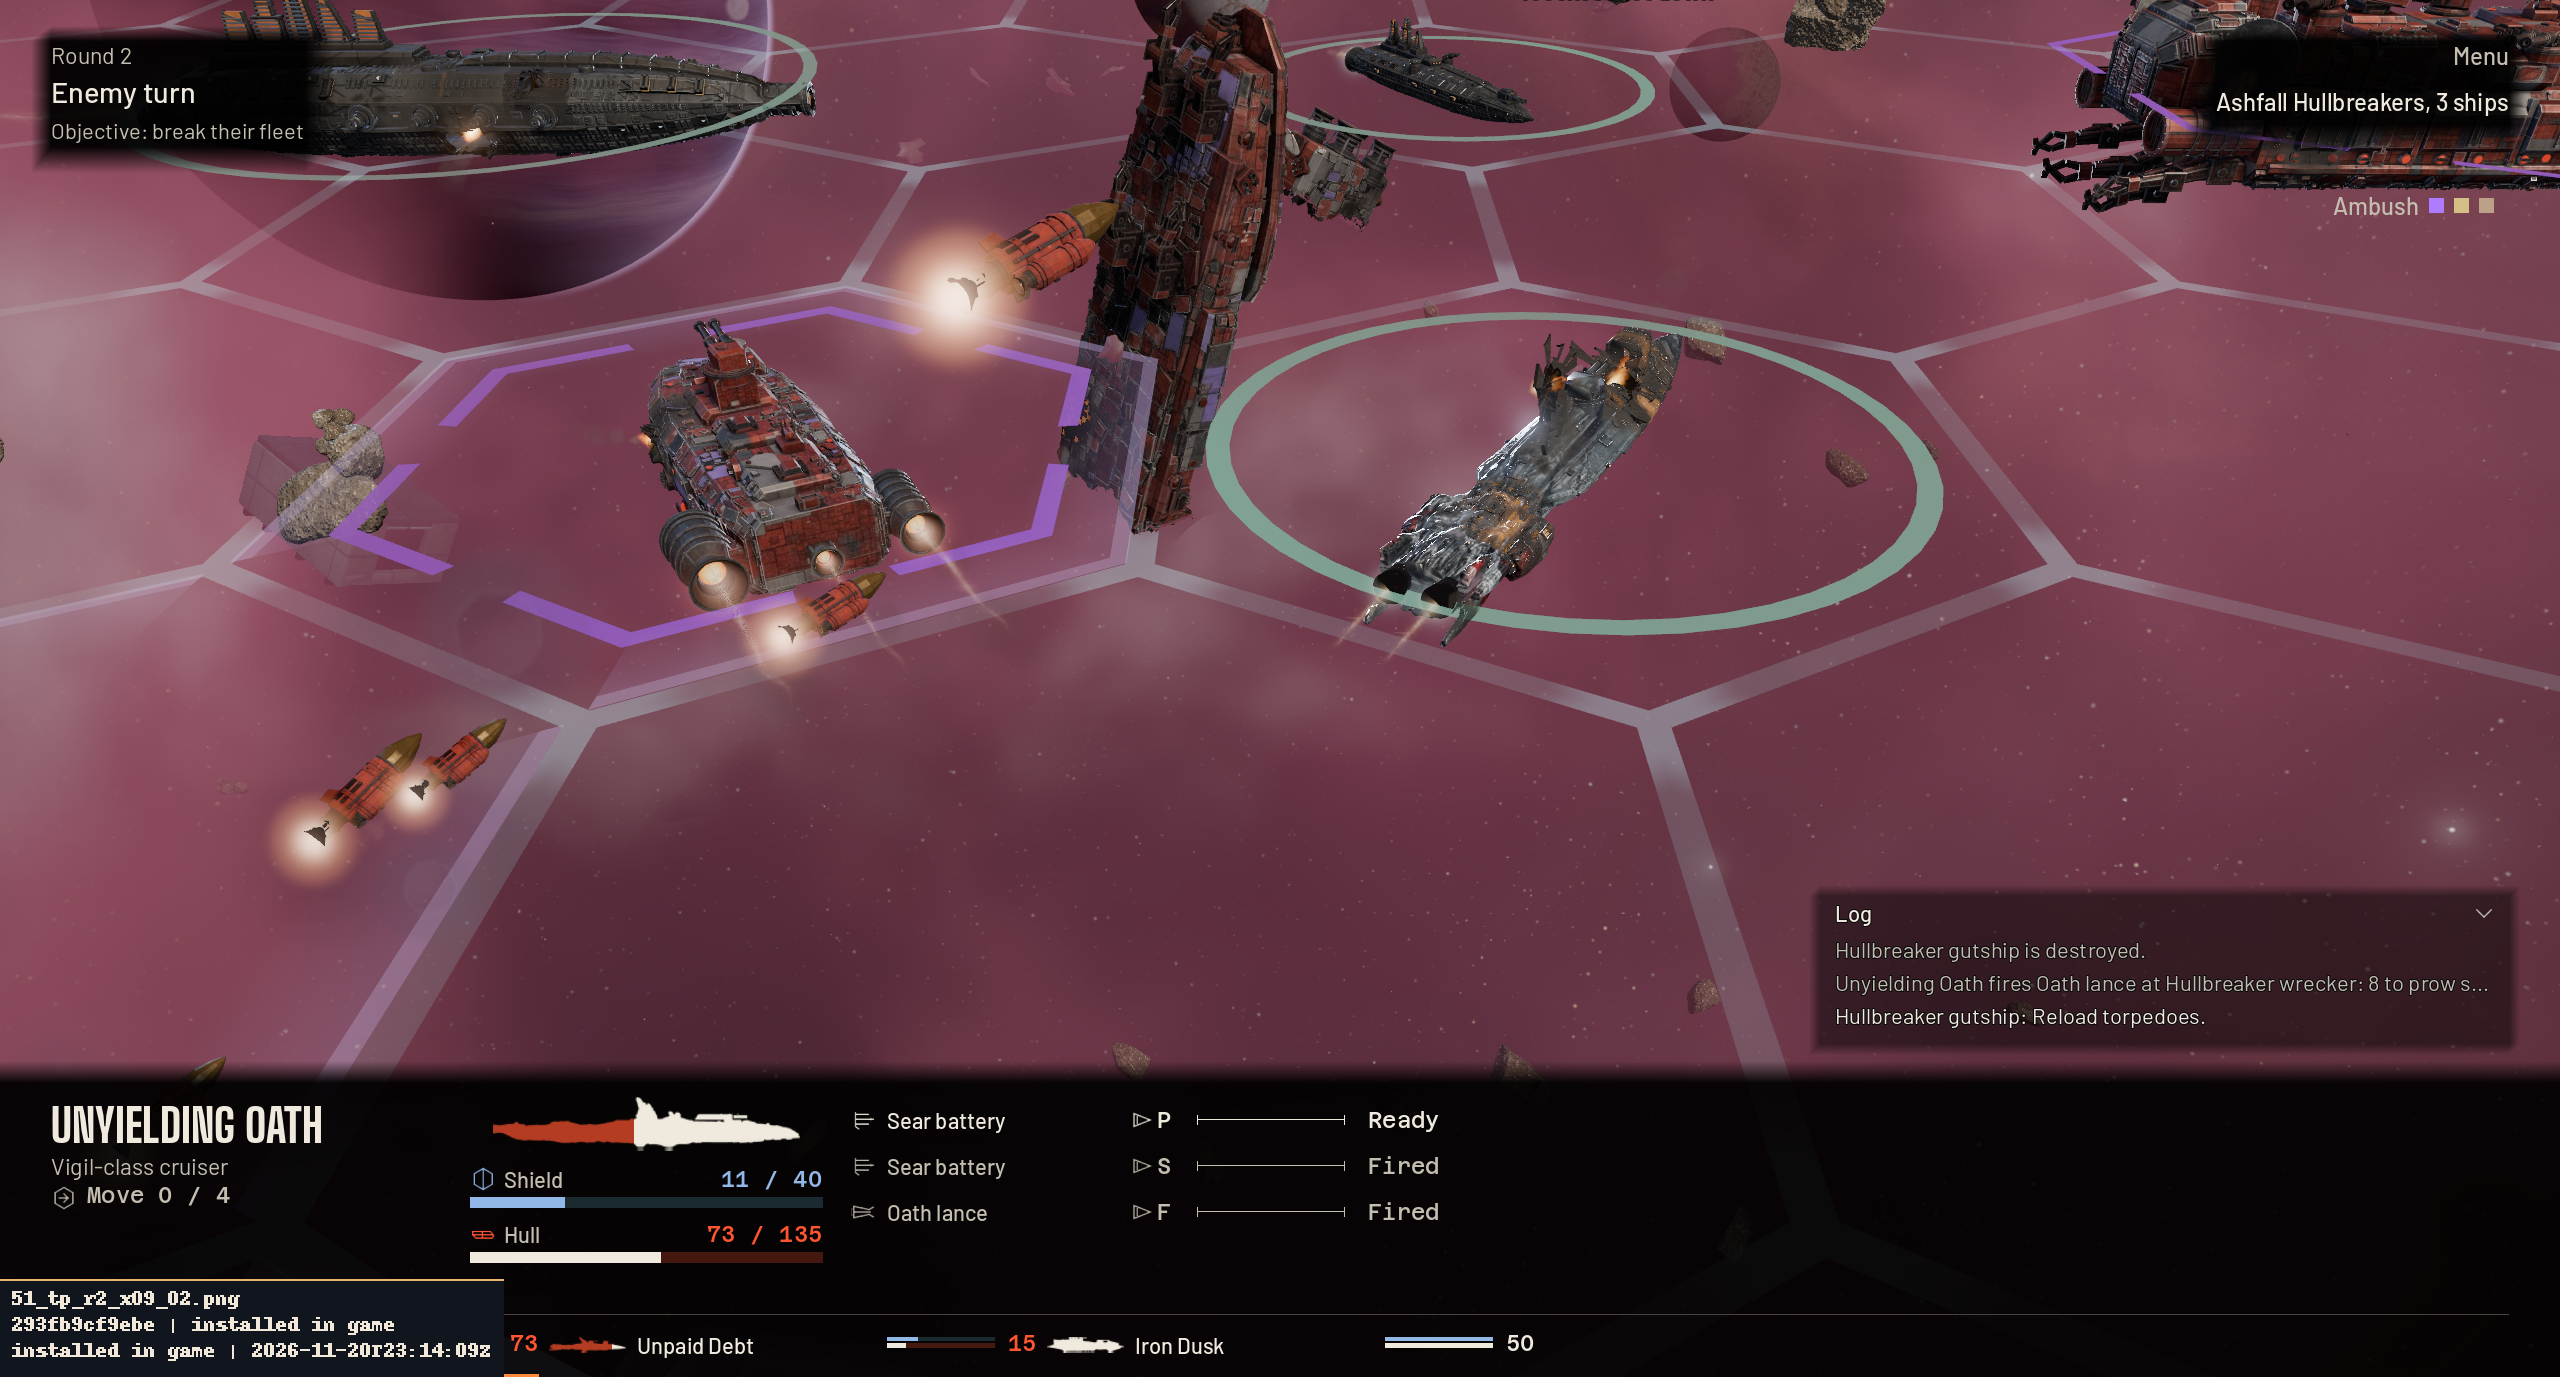 Round 2
Enemy turn
Objective: break their fleet
Menu
Ashfall Hullbreakers, 3 ships
Ambush
Log
Hullbreaker gutship is destroyed.
Unyielding Oath fires Oath lance at Hullbreaker wrecker: 8 to prow s...
Hullbreaker gutship: Reload torpedoes.
UNYIELDING OATH
Vigil-class cruiser
Move 0 / 4
Shield 11 / 40
Hull 73 / 135
Sear battery P Ready
Sear battery S Fired
Oath lance F Fired
51_tp_r2_x09_02.png
293fb9cf9ebe | installed in game
installed in game | 2026-11-20T23:14:09Z
73 Unpaid Debt 15 Iron Dusk 50